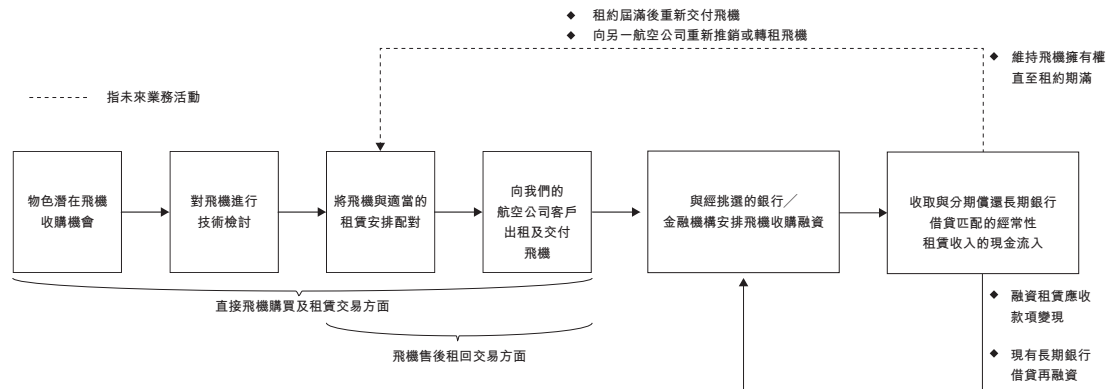 ◆ 租約屆滿後重新交付飛機
◆ 向另一航空公司重新推銷或轉租飛機
◆ 維持飛機擁有權
直至租約期滿
指未來業務活動
物色潛在飛機
收購機會
對飛機進行
技術檢討
將飛機與適當的
租賃安排配對
向我們的
航空公司客戶
出租及交付
飛機
與經挑選的銀行╱
金融機構安排飛機收購融資
收取與分期償還長期銀行
借貸匹配的經常性
租賃收入的現金流入
直接飛機購買及租賃交易方面
飛機售後租回交易方面
◆ 融資租賃應收
款項變現
◆ 現有長期銀行
借貸再融資